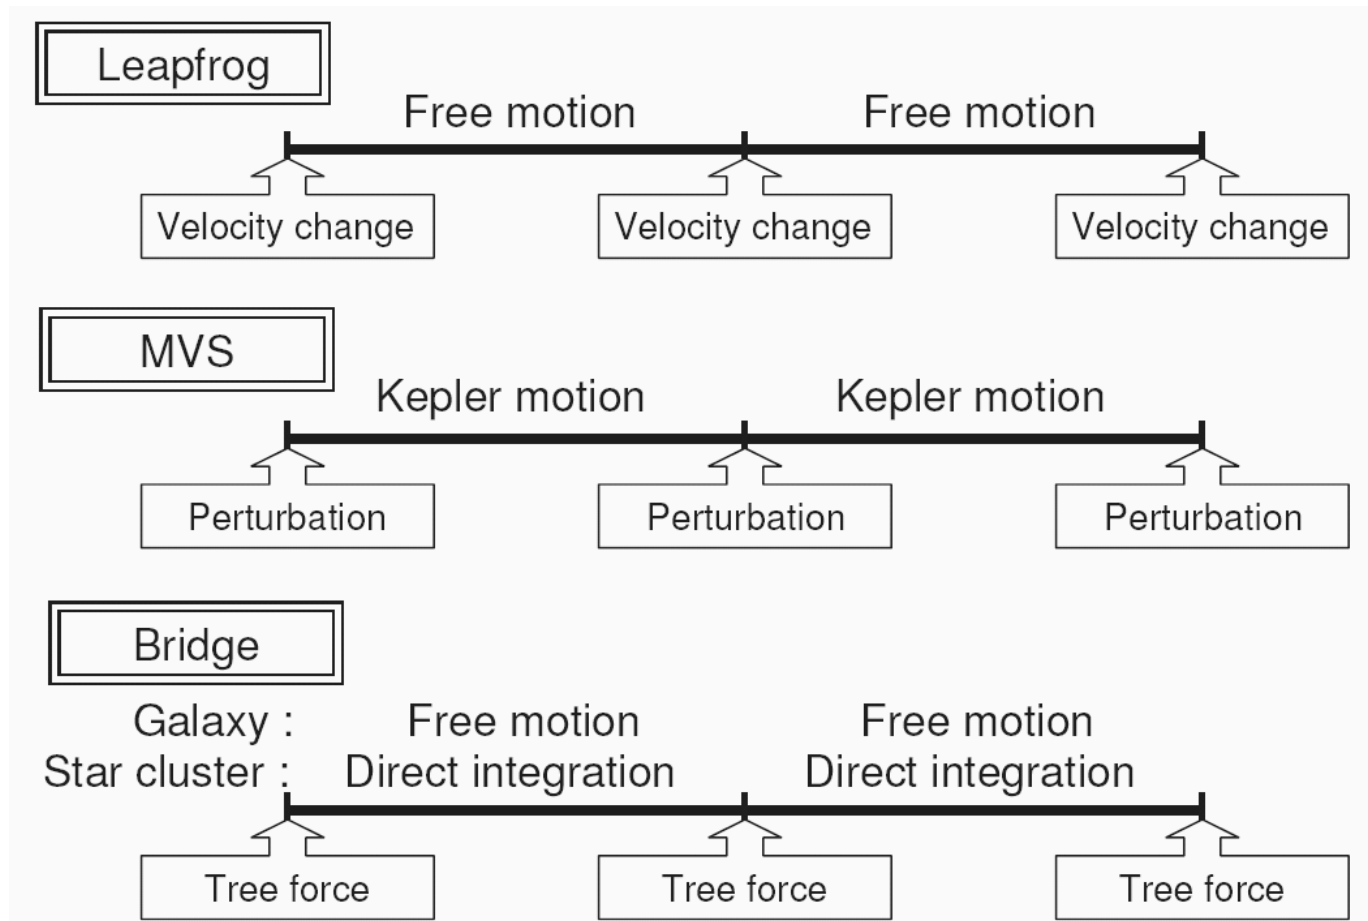 Leapfrog
Free motion Free motion
Velocity change Velocity change Velocity change
MVS
Kepler motion Kepler motion
Perturbation Perturbation Perturbation
Bridge
Galaxy : Free motion Free motion
Star cluster : Direct integration Direct integration
Tree force Tree force Tree force